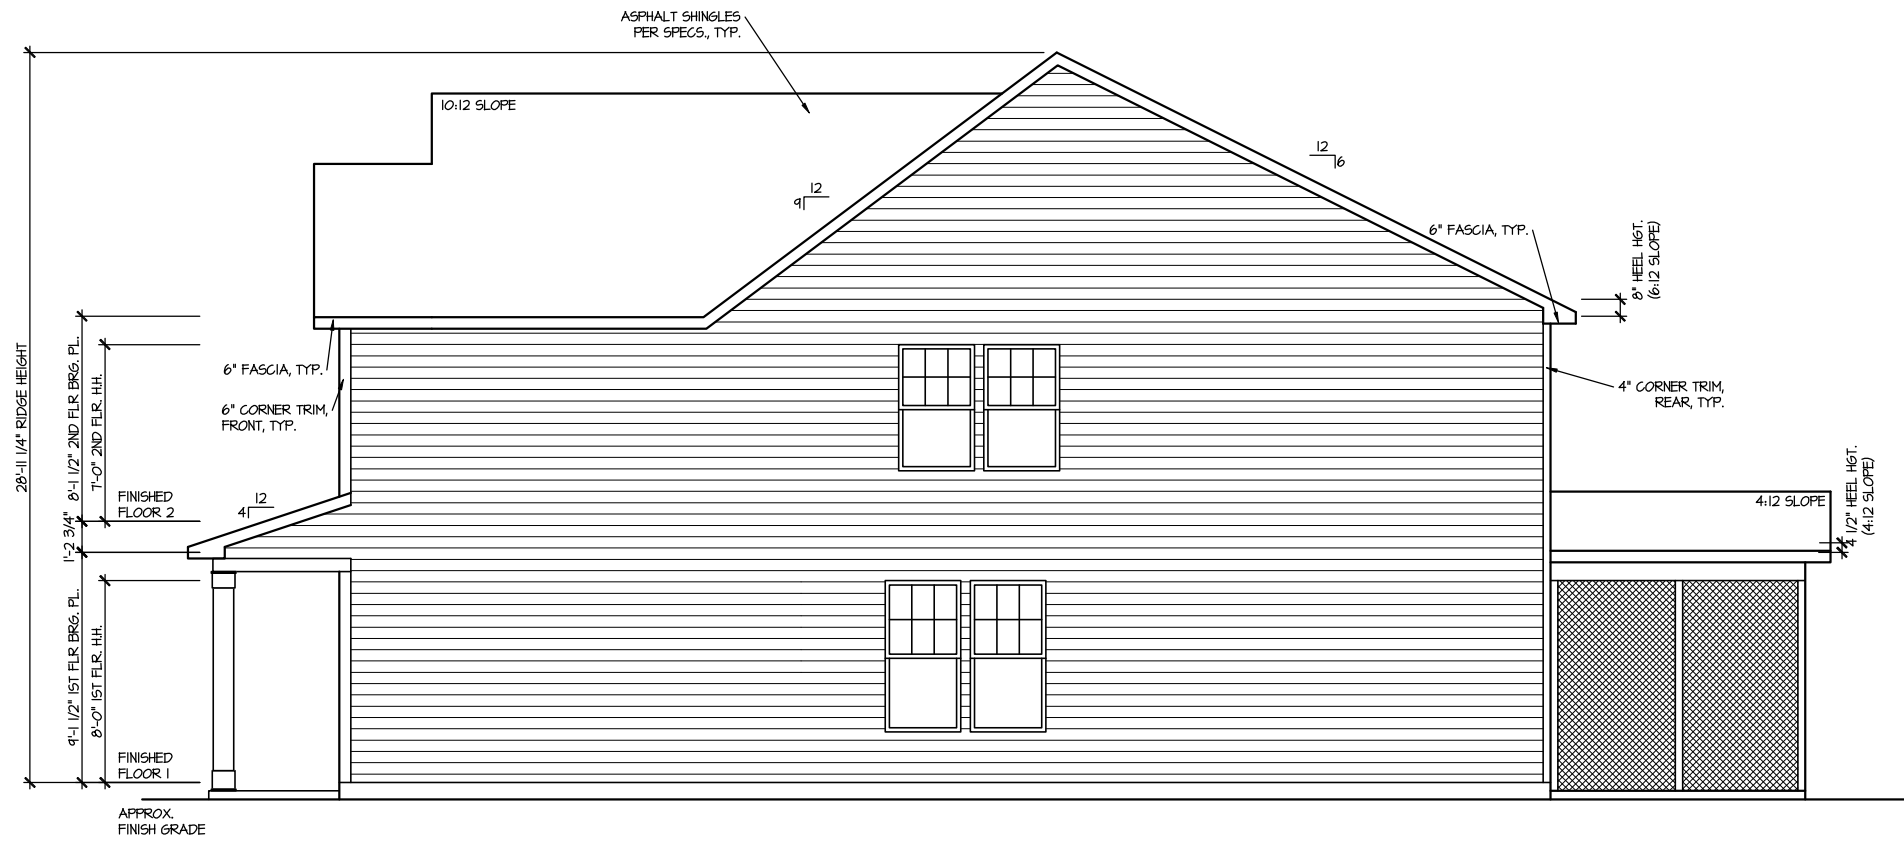 ASPHALT SHINGLES
PER SPECS., TYP.
10:12 SLOPE
12
6
12
9
6" FASCIA, TYP.
8" HEEL HGT.
(6:12 SLOPE)
28'-11 1/4" RIDGE HEIGHT
8'-1 1/2" 2ND FLR BRG. PL.
7'-0" 2ND FLR. H.H.
6" FASCIA, TYP.
6" CORNER TRIM,
FRONT, TYP.
4" CORNER TRIM,
REAR, TYP.
FINISHED
FLOOR 2
12
4
1'-2 3/4"
4:12 SLOPE
4 1/2" HEEL HGT.
(4:12 SLOPE)
9'-1 1/2" 1ST FLR BRG. PL.
8'-0" 1ST FLR. H.H.
FINISHED
FLOOR 1
APPROX.
FINISH GRADE